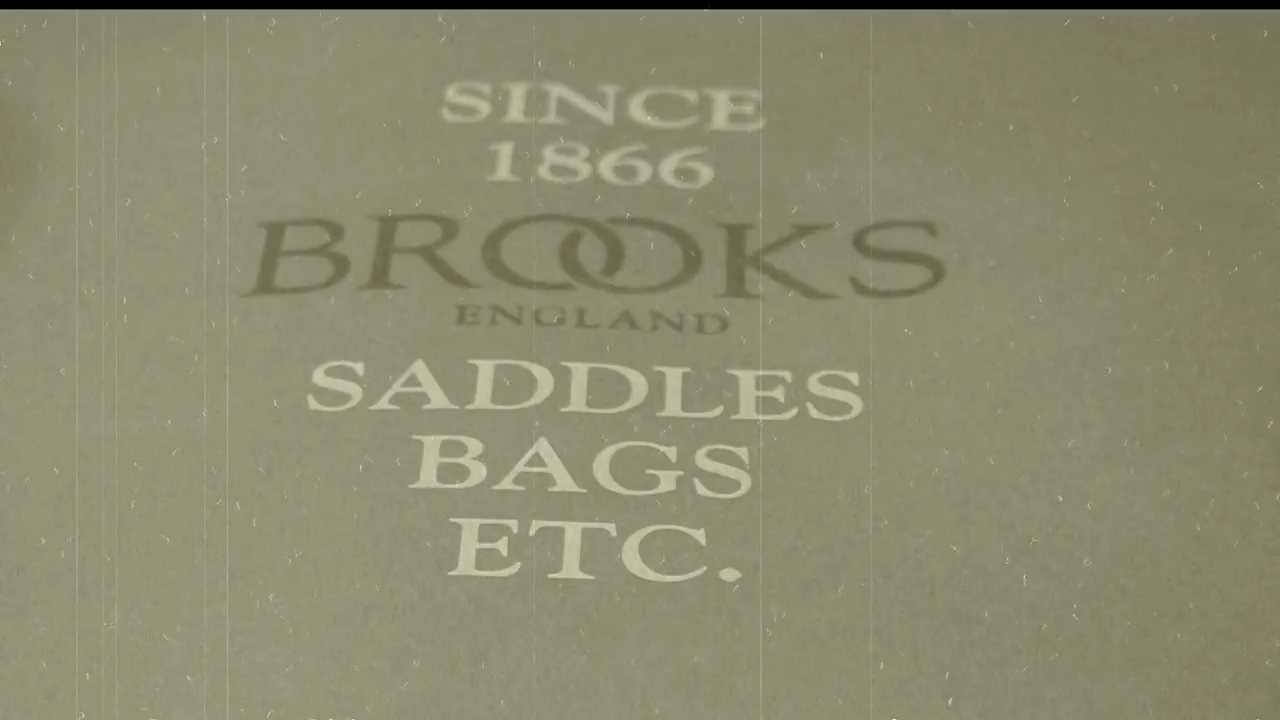 SINCE
1866
BROOKS
ENGLAND
SADDLES
BAGS
ETC.